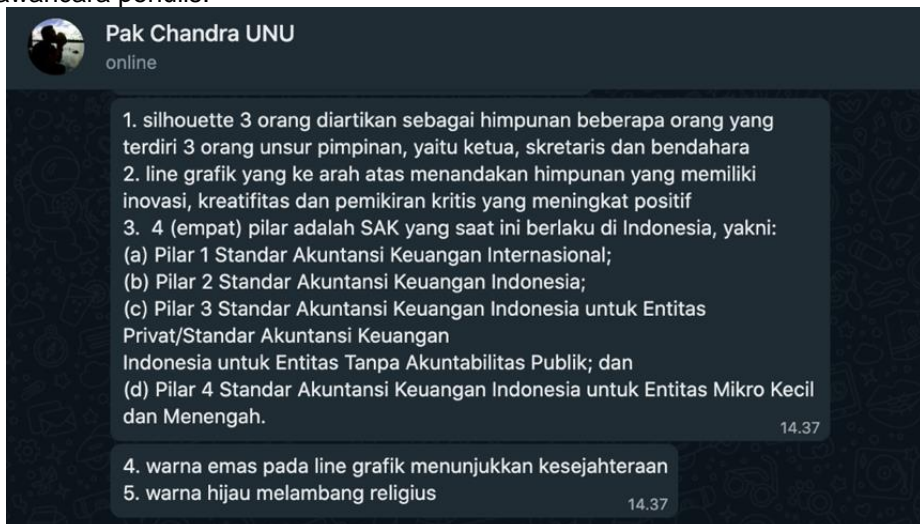 Pak Chandra UNU
online
1. silhouette 3 orang diartikan sebagai himpunan beberapa orang yang
terdiri 3 orang unsur pimpinan, yaitu ketua, skretaris dan bendahara
2. line grafik yang ke arah atas menandakan himpunan yang memiliki
inovasi, kreatifitas dan pemikiran kritis yang meningkat positif
3. 4 (empat) pilar adalah SAK yang saat ini berlaku di Indonesia, yakni:
(a) Pilar 1 Standar Akuntansi Keuangan Internasional;
(b) Pilar 2 Standar Akuntansi Keuangan Indonesia;
(c) Pilar 3 Standar Akuntansi Keuangan Indonesia untuk Entitas
Privat/Standar Akuntansi Keuangan
Indonesia untuk Entitas Tanpa Akuntabilitas Publik; dan
(d) Pilar 4 Standar Akuntansi Keuangan Indonesia untuk Entitas Mikro Kecil
dan Menengah.
14.37
4. warna emas pada line grafik menunjukkan kesejahteraan
5. warna hijau melambang religius
14.37